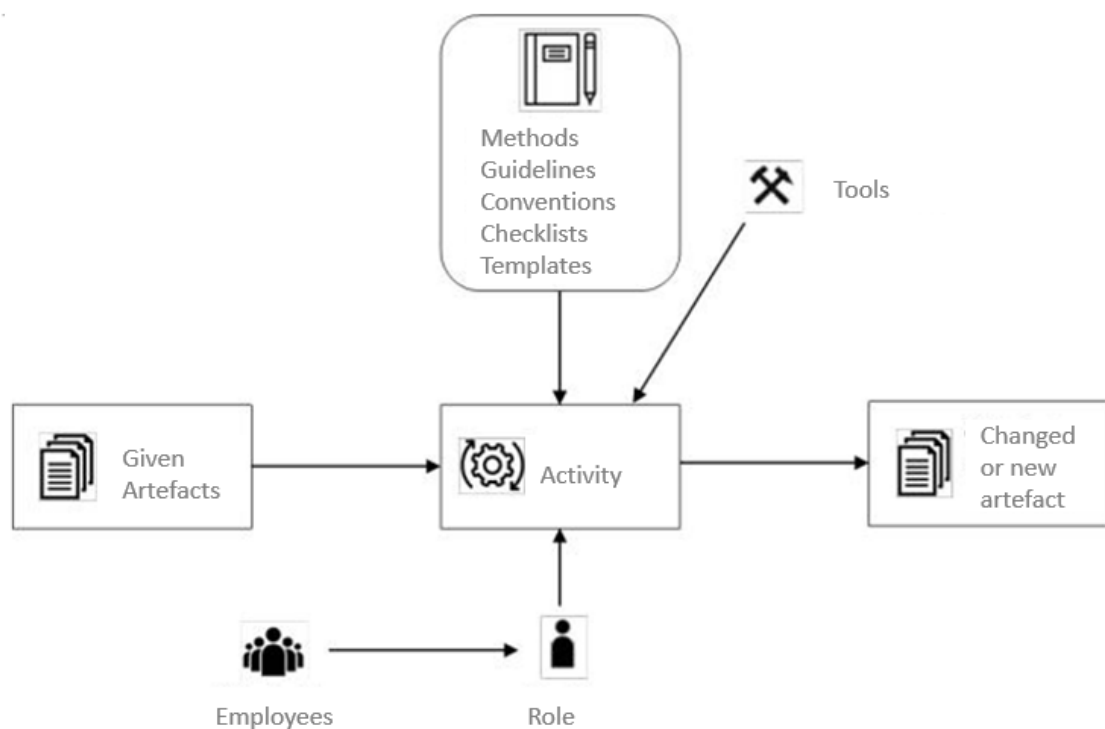 Methods
Guidelines
Conventions
Checklists
Templates
Tools
Given
Artefacts
Activity
Changed
or new
artefact
Employees
Role